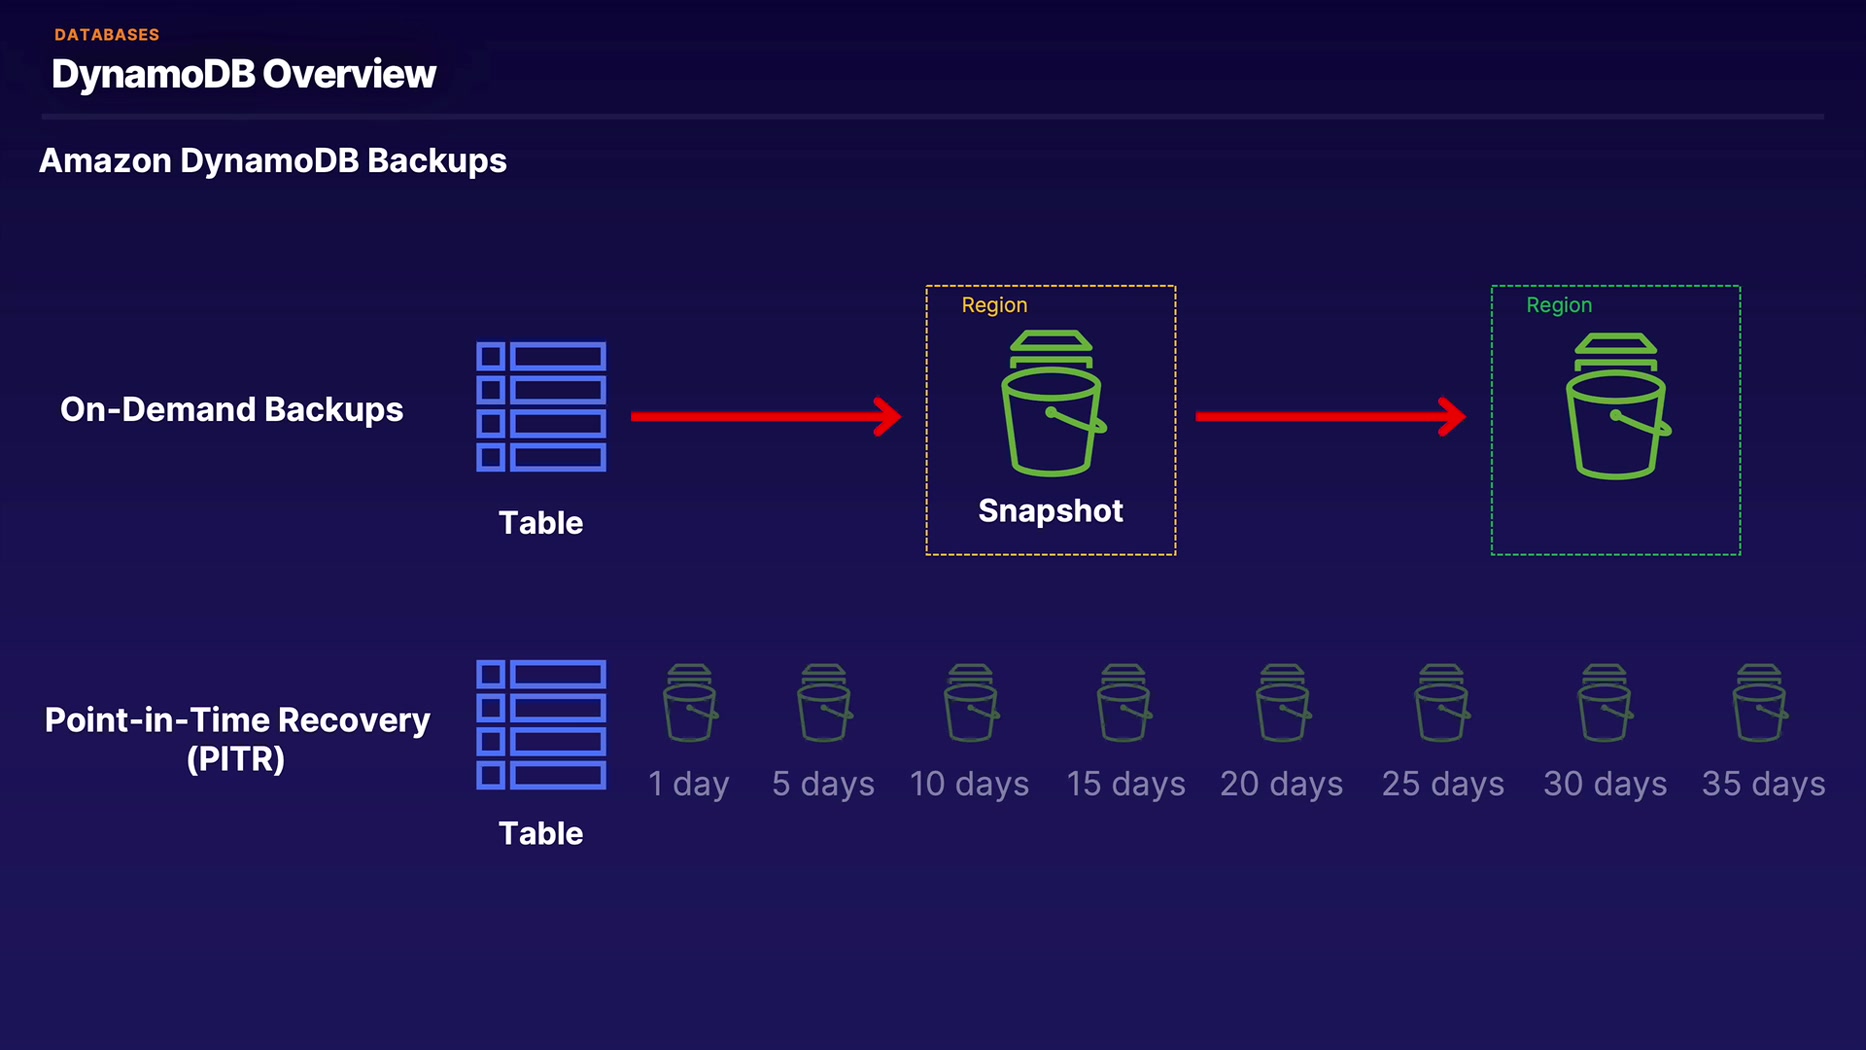 DATABASES
DynamoDB Overview
Amazon DynamoDB Backups
Region
Region
On-Demand Backups
Snapshot
Table
Point-in-Time Recovery
(PITR)
1 day
5 days
10 days
15 days
20 days
25 days
30 days
35 days
Table